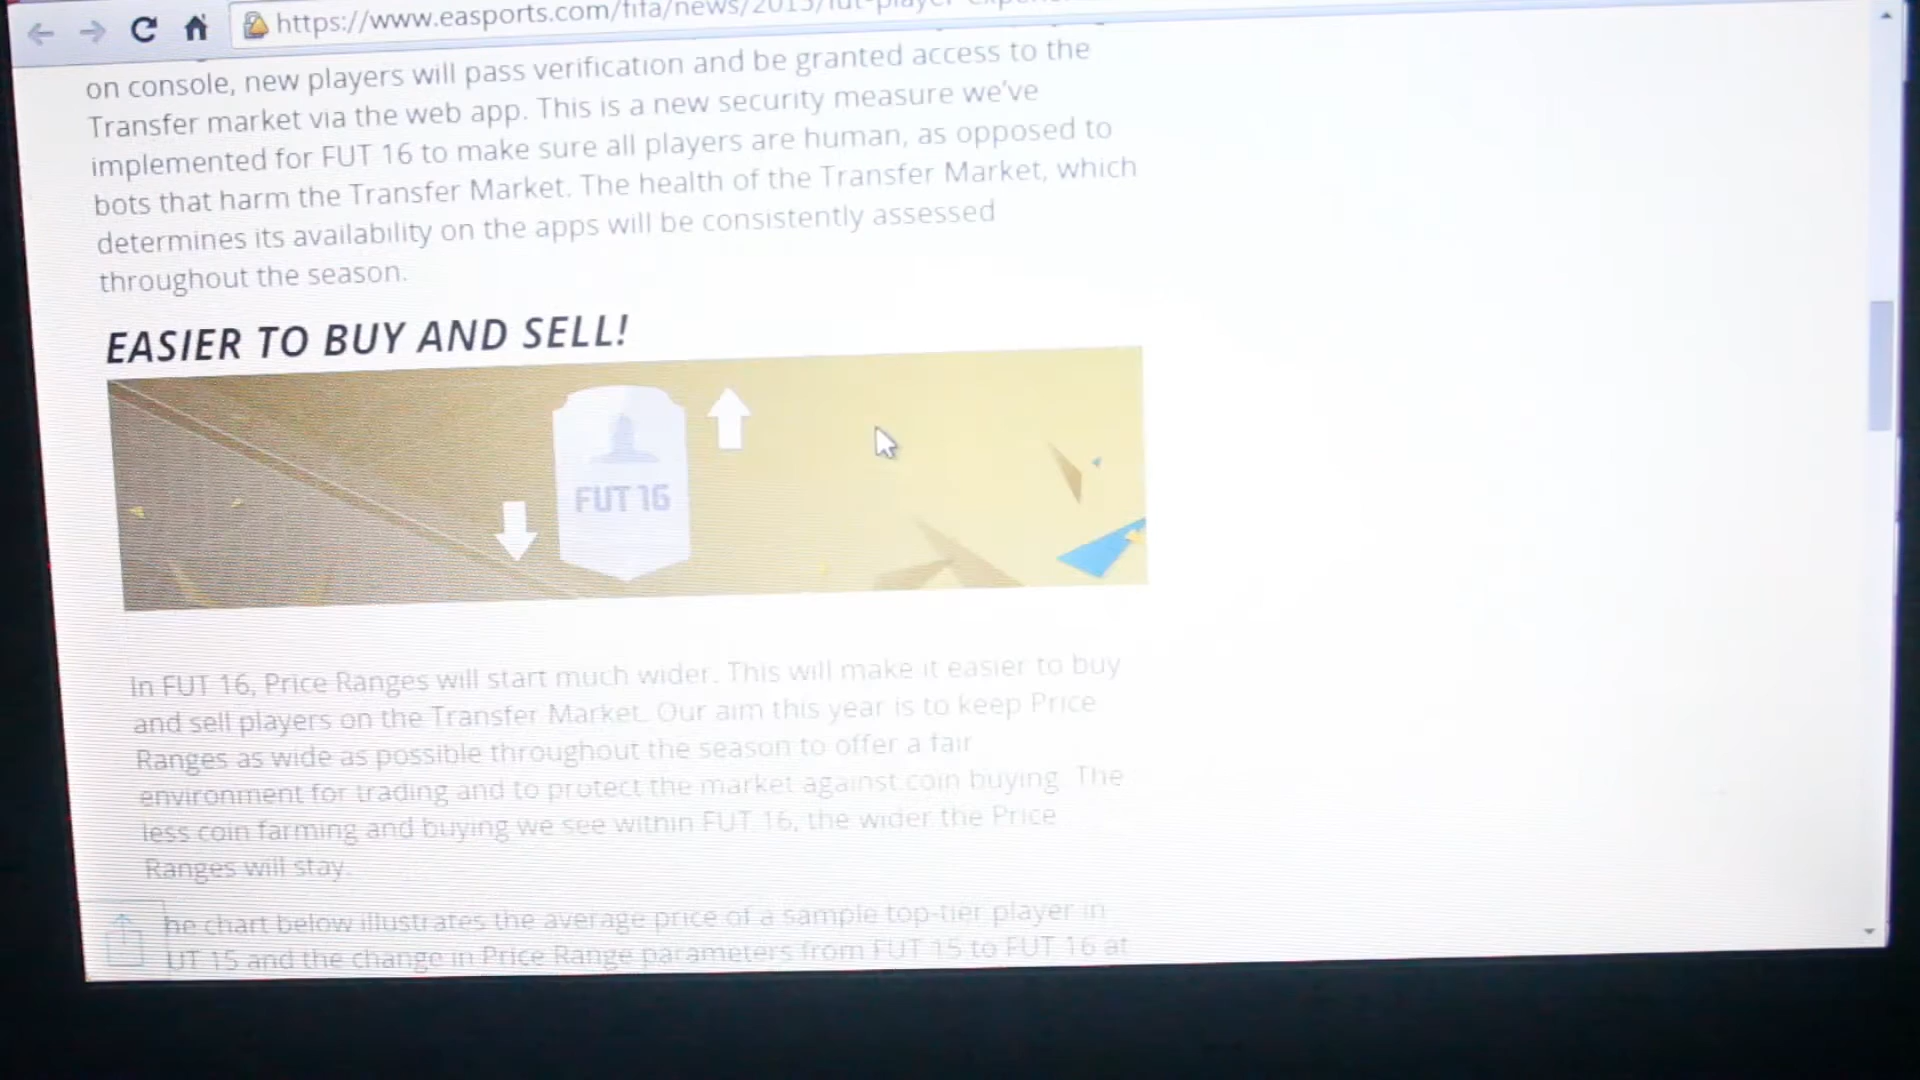 https://www.easports.com/fifa/news/2015/fut-player-
on console, new players will pass verification and be granted access to the
Transfer market via the web app. This is a new security measure we've
implemented for FUT 16 to make sure all players are human, as opposed to
bots that harm the Transfer Market. The health of the Transfer Market, which
determines its availability on the apps will be consistently assessed
throughout the season.
EASIER TO BUY AND SELL!
FUT 16
In FUT 16, Price Ranges will start much wider. This will make it easier to buy
and sell players on the Transfer Market. Our aim this year is to keep Price
Ranges as wide as possible throughout the season to offer a fair
environment for trading and to protect the market against coin buying. The
less coin farming and buying we see within FUT 16, the wider the Price
Ranges will stay.
he chart below illustrates the average price of a sample top-tier player in
UT 15 and the change in Price Range parameters from FUT 15 to FUT 16 at